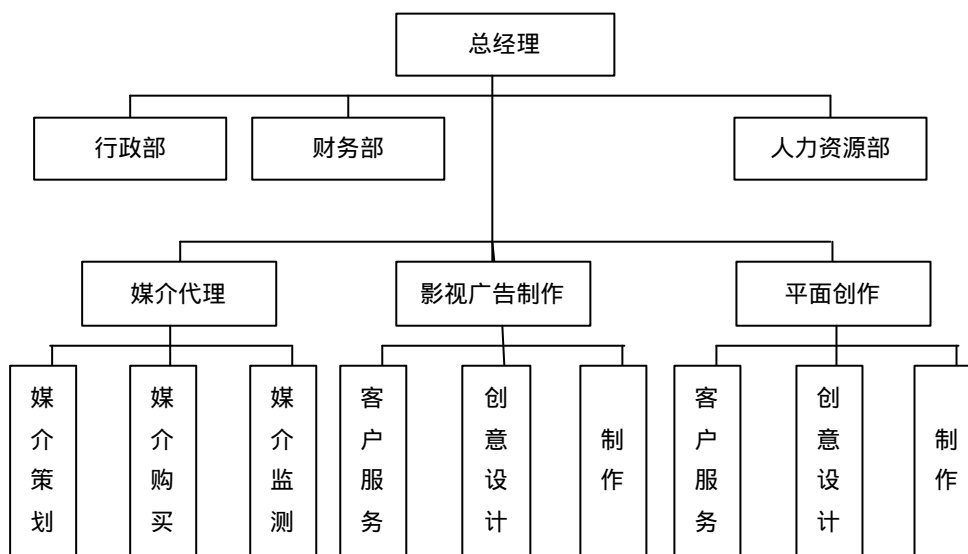 总经理
行政部
财务部
人力资源部
媒介代理
影视广告制作
平面创作
媒介策划
媒介购买
媒介监测
客户服务
创意设计
制作
客户服务
创意设计
制作